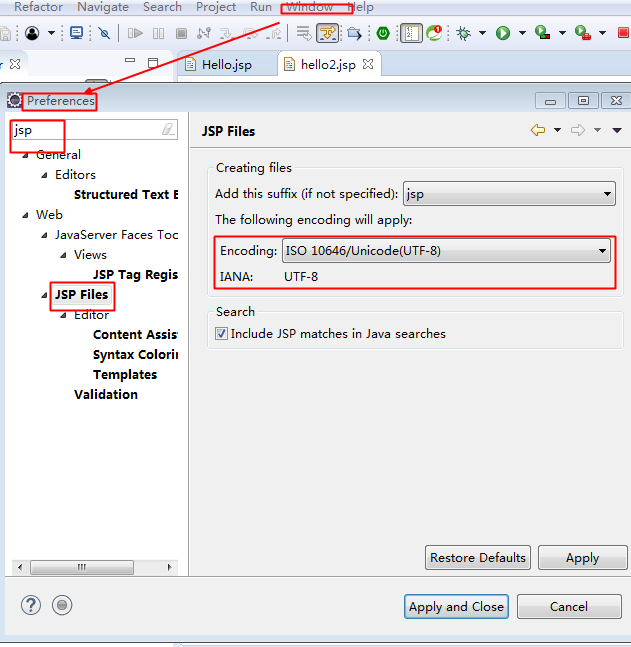 Refactor Navigate Search Project Run Window Help
Hello.jsp hello2.jsp
Preferences
jsp
JSP Files
General
Editors
Structured Text E
Web
JavaServer Faces Too
Views
JSP Tag Regis
JSP Files
Editor
Content Assis
Syntax Colorin
Templates
Validation
Creating files
Add this suffix (if not specified): jsp
The following encoding will apply:
Encoding: ISO 10646/Unicode(UTF-8)
IANA: UTF-8
Search
Include JSP matches in Java searches
Restore Defaults Apply
Apply and Close Cancel